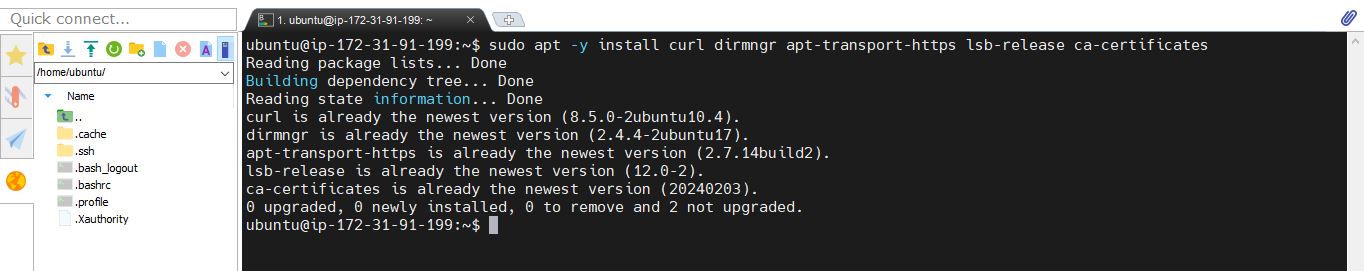 Quick connect...
1. ubuntu@ip-172-31-91-199: ~
/home/ubuntu/
Name
..
.cache
.ssh
.bash_logout
.bashrc
.profile
.Xauthority
ubuntu@ip-172-31-91-199:~$ sudo apt -y install curl dirmngr apt-transport-https lsb-release ca-certificates
Reading package lists... Done
Building dependency tree... Done
Reading state information... Done
curl is already the newest version (8.5.0-2ubuntu10.4).
dirmngr is already the newest version (2.4.4-2ubuntu17).
apt-transport-https is already the newest version (2.7.14build2).
lsb-release is already the newest version (12.0-2).
ca-certificates is already the newest version (20240203).
0 upgraded, 0 newly installed, 0 to remove and 2 not upgraded.
ubuntu@ip-172-31-91-199:~$